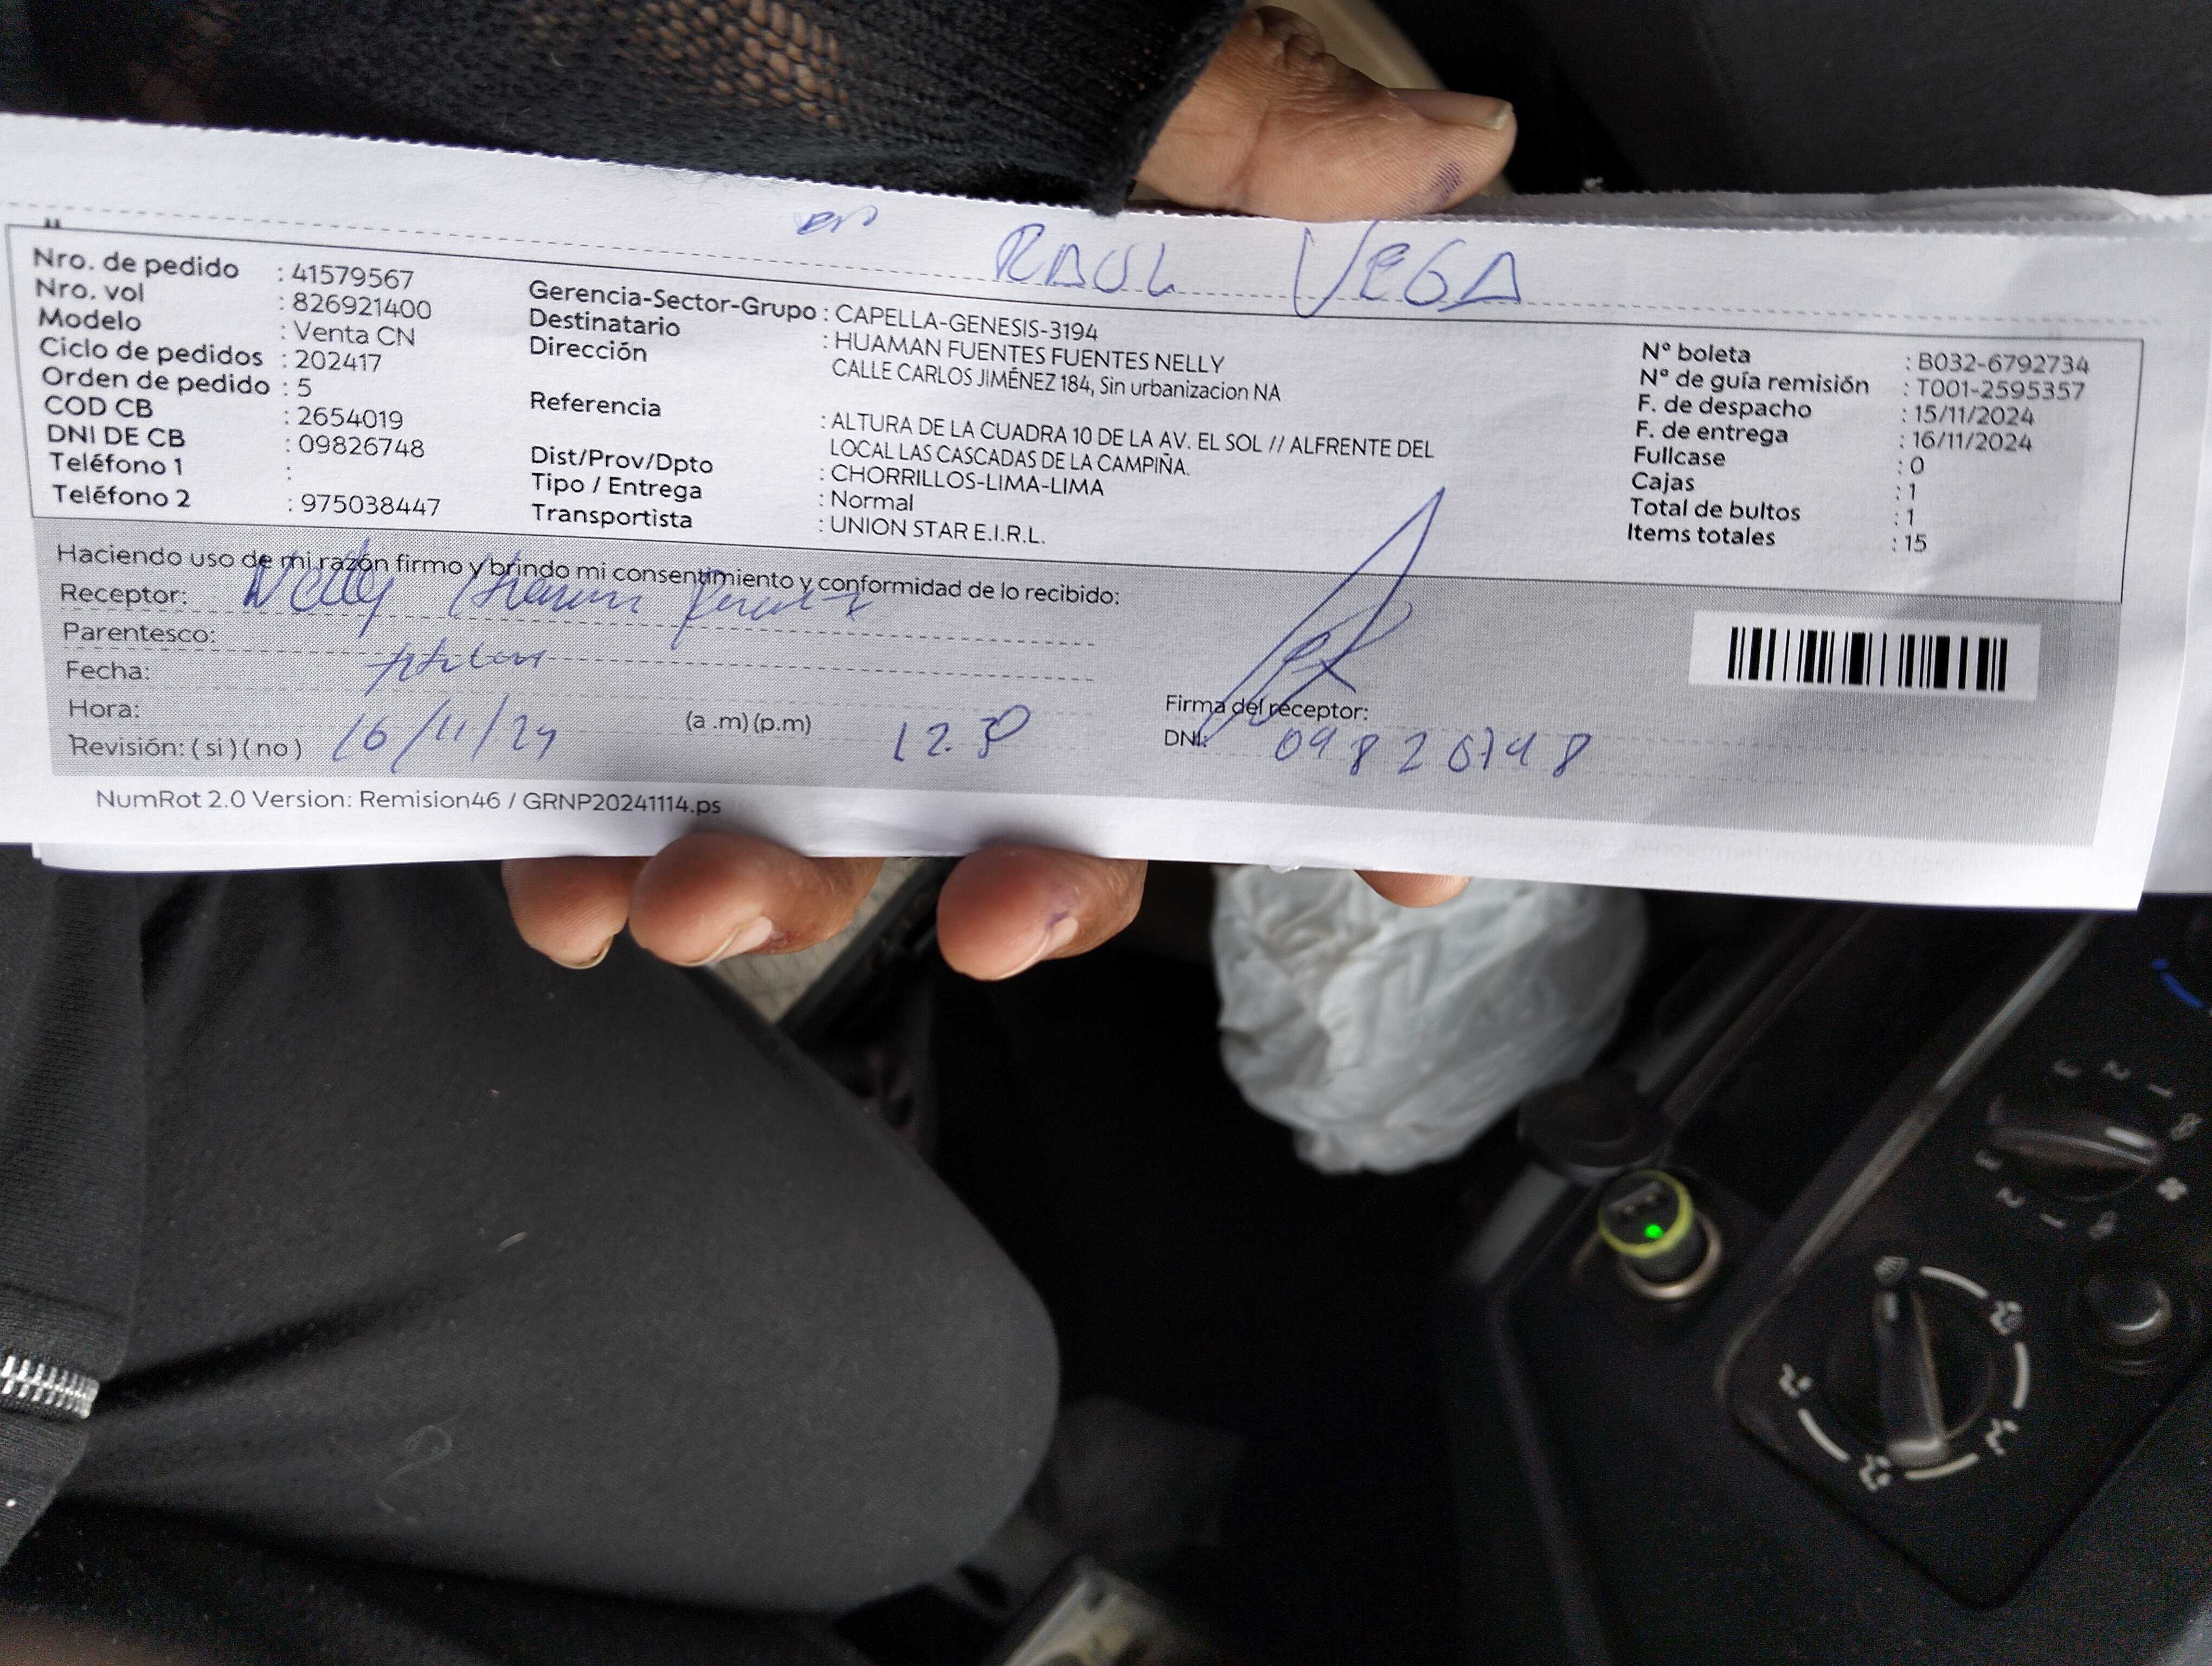 RAUL VEGA
Nro. de pedido : 41579567
Nro. vol : 826921400
Modelo : Venta CN
Ciclo de pedidos : 202417
Orden de pedido : 5
COD CB : 2654019
DNI DE CB : 09826748
Teléfono 1 :
Teléfono 2 : 975038447
Gerencia-Sector-Grupo : CAPELLA-GENESIS-3194
Destinatario : HUAMAN FUENTES FUENTES NELLY
Dirección CALLE CARLOS JIMÉNEZ 184, Sin urbanizacion NA
Referencia : ALTURA DE LA CUADRA 10 DE LA AV. EL SOL // ALFRENTE DEL
LOCAL LAS CASCADAS DE LA CAMPIÑA.
Dist/Prov/Dpto : CHORRILLOS-LIMA-LIMA
Tipo / Entrega : Normal
Transportista : UNION STAR E.I.R.L.
N° boleta : B032-6792734
N° de guía remisión : T001-2595357
F. de despacho : 15/11/2024
F. de entrega : 16/11/2024
Fullcase : 0
Cajas : 1
Total de bultos : 1
Items totales : 15
Haciendo uso de mi razón firmo y brindo mi consentimiento y conformidad de lo recibido:
Receptor: Nelly Huaman Fuentes
Parentesco:
Fecha:
Hora: (a .m) (p.m) 12.30
Revisión: ( si ) ( no ) 16/11/24
Firma del receptor:
DNI: 09826748
NumRot 2.0 Version: Remision46 / GRNP20241114.ps